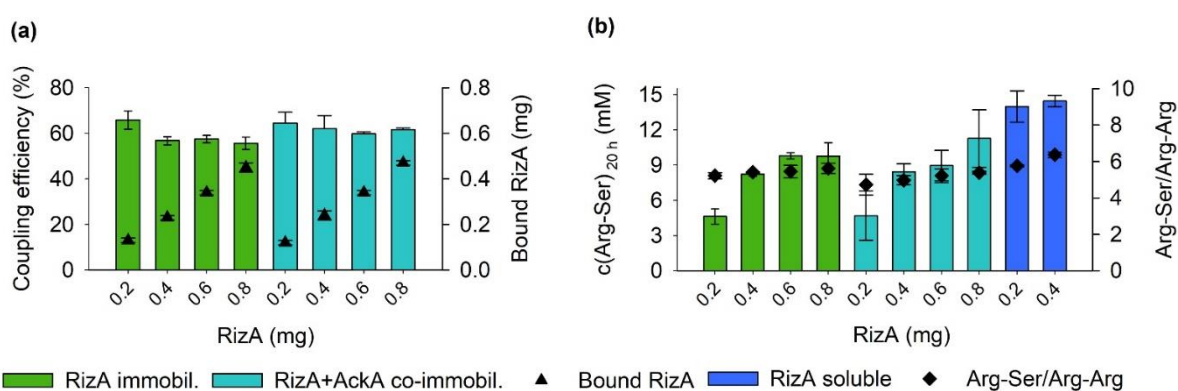 (a)
Coupling efficiency (%)
80
60
40
20
0
0.8
0.6
0.4
0.2
0.0
Bound RizA (mg)
0.2 0.4 0.6 0.8 0.2 0.4 0.6 0.8
RizA (mg)
(b)
c(Arg-Ser) 20 h (mM)
15
12
9
6
3
0
10
8
6
4
2
0
Arg-Ser/Arg-Arg
0.2 0.4 0.6 0.8 0.2 0.4 0.6 0.8 0.2 0.4
RizA (mg)
RizA immobil. RizA+AckA co-immobil. Bound RizA RizA soluble Arg-Ser/Arg-Arg